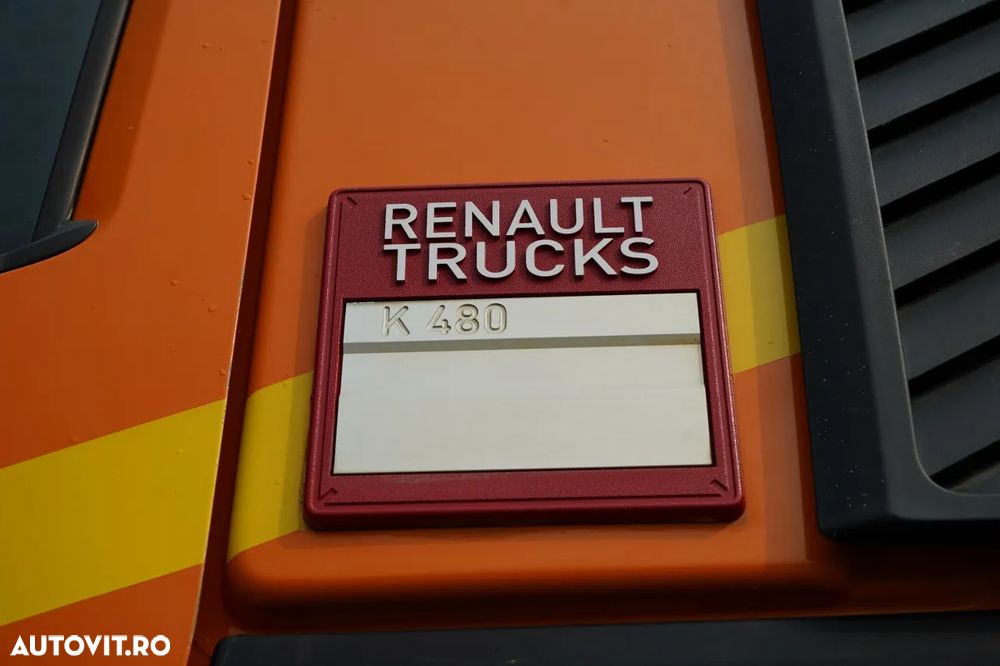 RENAULT
TRUCKS
K 480
AUTOVIT.RO